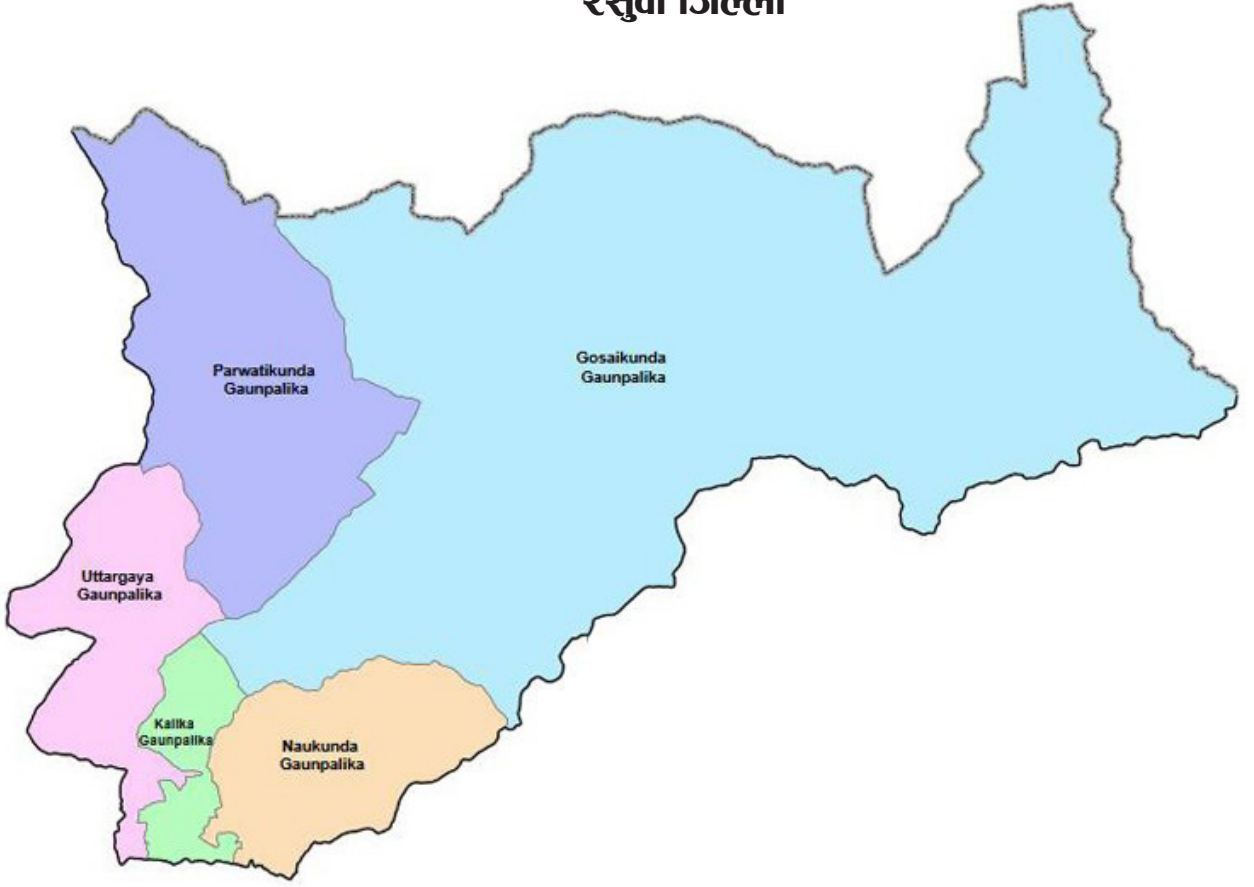 रसुवा जिल्ला
Parwatikunda
Gaunpalika
Gosaikunda
Gaunpalika
Uttargaya
Gaunpalika
Kalika
Gaunpalika
Naukunda
Gaunpalika